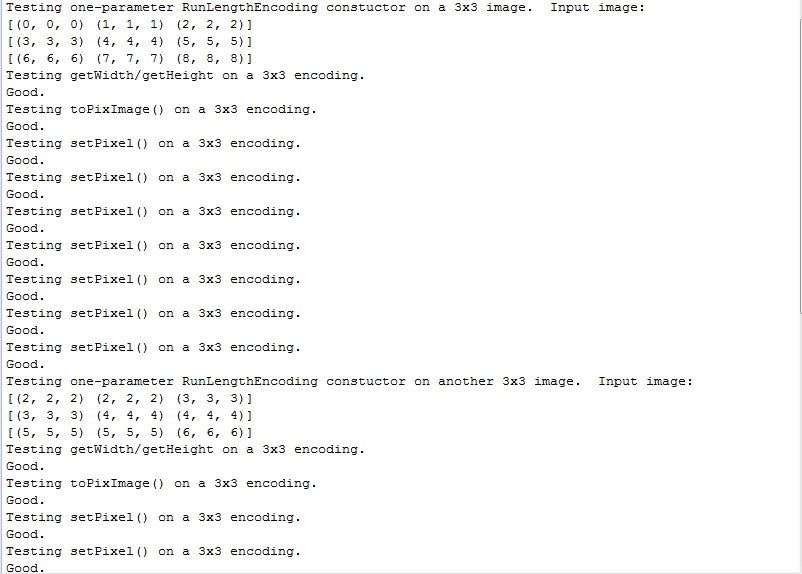 Testing one-parameter RunLengthEncoding constuctor on a 3x3 image.  Input image:
[(0, 0, 0) (1, 1, 1) (2, 2, 2)]
[(3, 3, 3) (4, 4, 4) (5, 5, 5)]
[(6, 6, 6) (7, 7, 7) (8, 8, 8)]
Testing getWidth/getHeight on a 3x3 encoding.
Good.
Testing toPixImage() on a 3x3 encoding.
Good.
Testing setPixel() on a 3x3 encoding.
Good.
Testing setPixel() on a 3x3 encoding.
Good.
Testing setPixel() on a 3x3 encoding.
Good.
Testing setPixel() on a 3x3 encoding.
Good.
Testing setPixel() on a 3x3 encoding.
Good.
Testing setPixel() on a 3x3 encoding.
Good.
Testing setPixel() on a 3x3 encoding.
Good.
Testing one-parameter RunLengthEncoding constuctor on another 3x3 image.  Input image:
[(2, 2, 2) (2, 2, 2) (3, 3, 3)]
[(3, 3, 3) (4, 4, 4) (4, 4, 4)]
[(5, 5, 5) (5, 5, 5) (6, 6, 6)]
Testing getWidth/getHeight on a 3x3 encoding.
Good.
Testing toPixImage() on a 3x3 encoding.
Good.
Testing setPixel() on a 3x3 encoding.
Good.
Testing setPixel() on a 3x3 encoding.
Good.